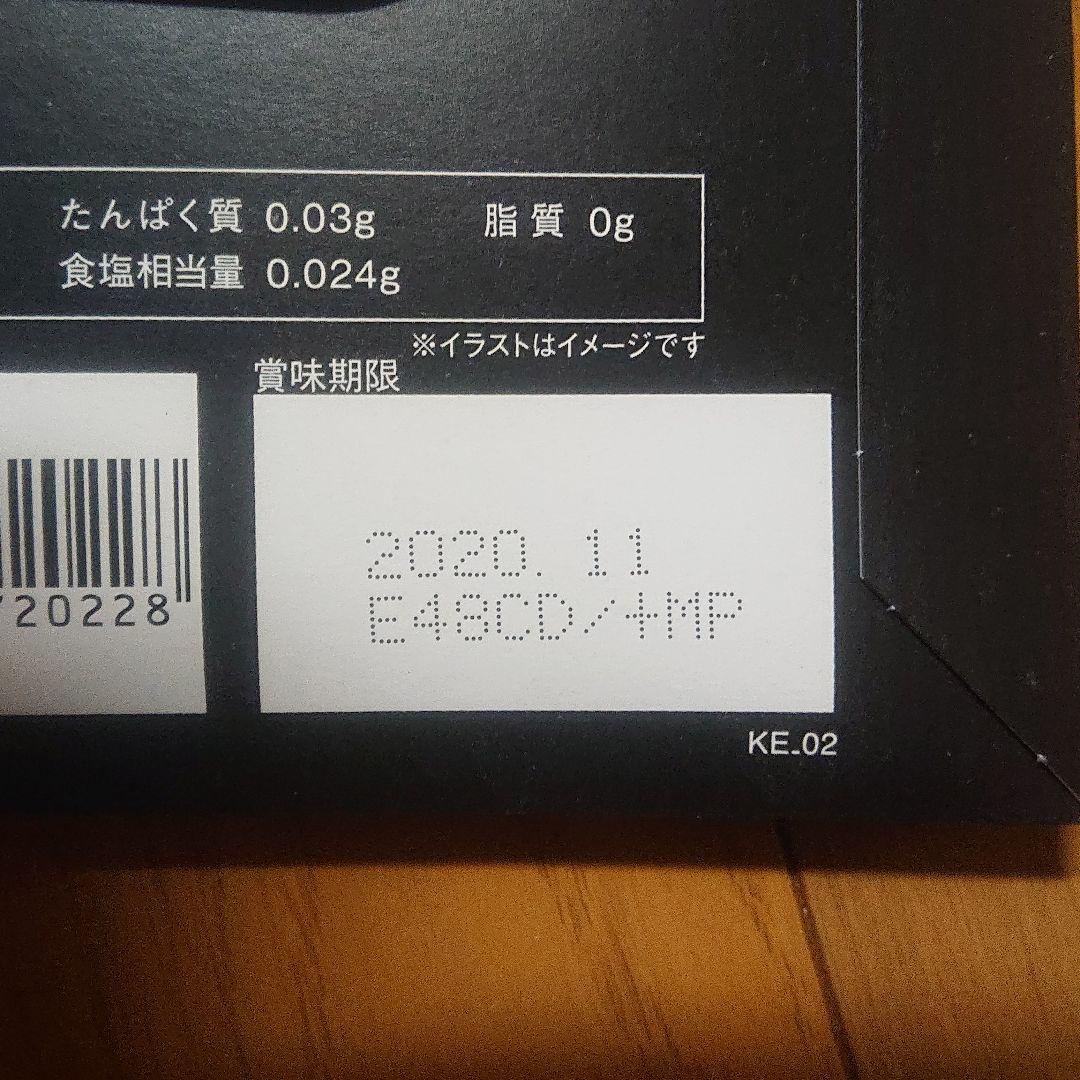 たんぱく質 0.03g 脂質 0g
食塩相当量 0.024g
※イラストはイメージです
賞味期限
20228
2020.11
E48CD/+MP
KE-02